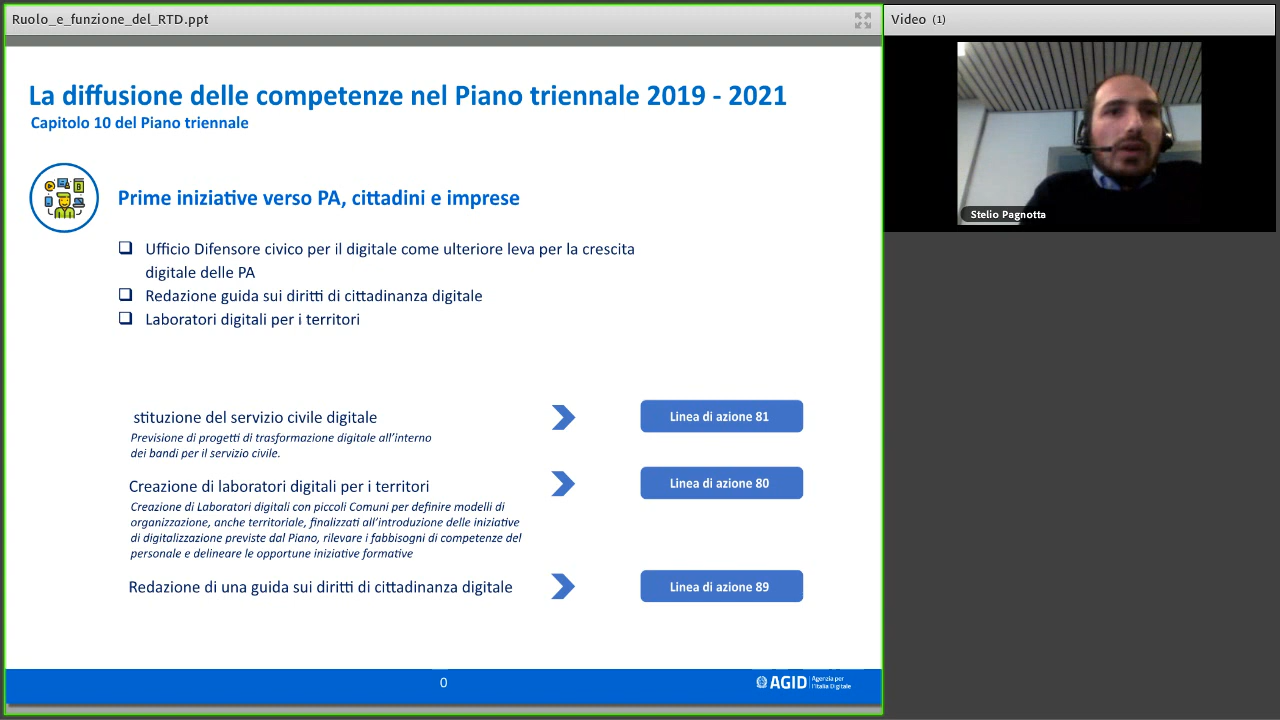 Ruolo_e_funzione_del_RTD.ppt
Video (1)
Stelio Pagnotta
La diffusione delle competenze nel Piano triennale 2019 - 2021
Capitolo 10 del Piano triennale
Prime iniziative verso PA, cittadini e imprese
Ufficio Difensore civico per il digitale come ulteriore leva per la crescita
digitale delle PA
Redazione guida sui diritti di cittadinanza digitale
Laboratori digitali per i territori
stituzione del servizio civile digitale
Linea di azione 81
Previsione di progetti di trasformazione digitale all'interno
dei bandi per il servizio civile.
Creazione di laboratori digitali per i territori
Linea di azione 80
Creazione di Laboratori digitali con piccoli Comuni per definire modelli di
organizzazione, anche territoriale, finalizzati all'introduzione delle iniziative
di digitalizzazione previste dal Piano, rilevare i fabbisogni di competenze del
personale e delineare le opportune iniziative formative
Redazione di una guida sui diritti di cittadinanza digitale
Linea di azione 89
0
AGID
Agenzia per
l'Italia Digitale